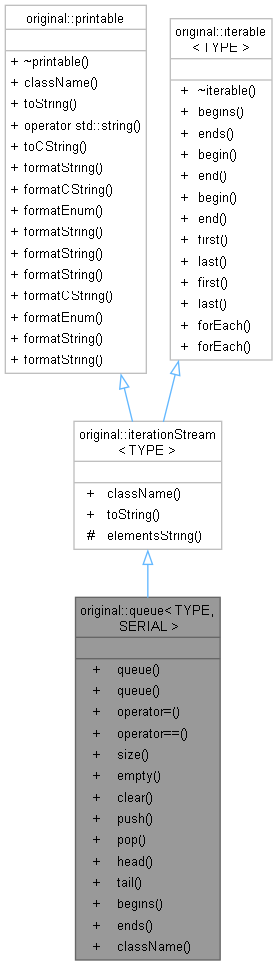 original::printable
+ ~printable()
+ className()
+ toString()
+ operator std::string()
+ toCString()
+ formatString()
+ formatCString()
+ formatEnum()
+ formatString()
+ formatString()
+ formatString()
+ formatCString()
+ formatEnum()
+ formatString()
+ formatString()
original::iterable
< TYPE >
+ ~iterable()
+ begins()
+ ends()
+ begin()
+ end()
+ begin()
+ end()
+ first()
+ last()
+ first()
+ last()
+ forEach()
+ forEach()
original::iterationStream
< TYPE >
+ className()
+ toString()
# elementsString()
original::queue< TYPE,
SERIAL >
+ queue()
+ queue()
+ operator=()
+ operator==()
+ size()
+ empty()
+ clear()
+ push()
+ pop()
+ head()
+ tail()
+ begins()
+ ends()
+ className()